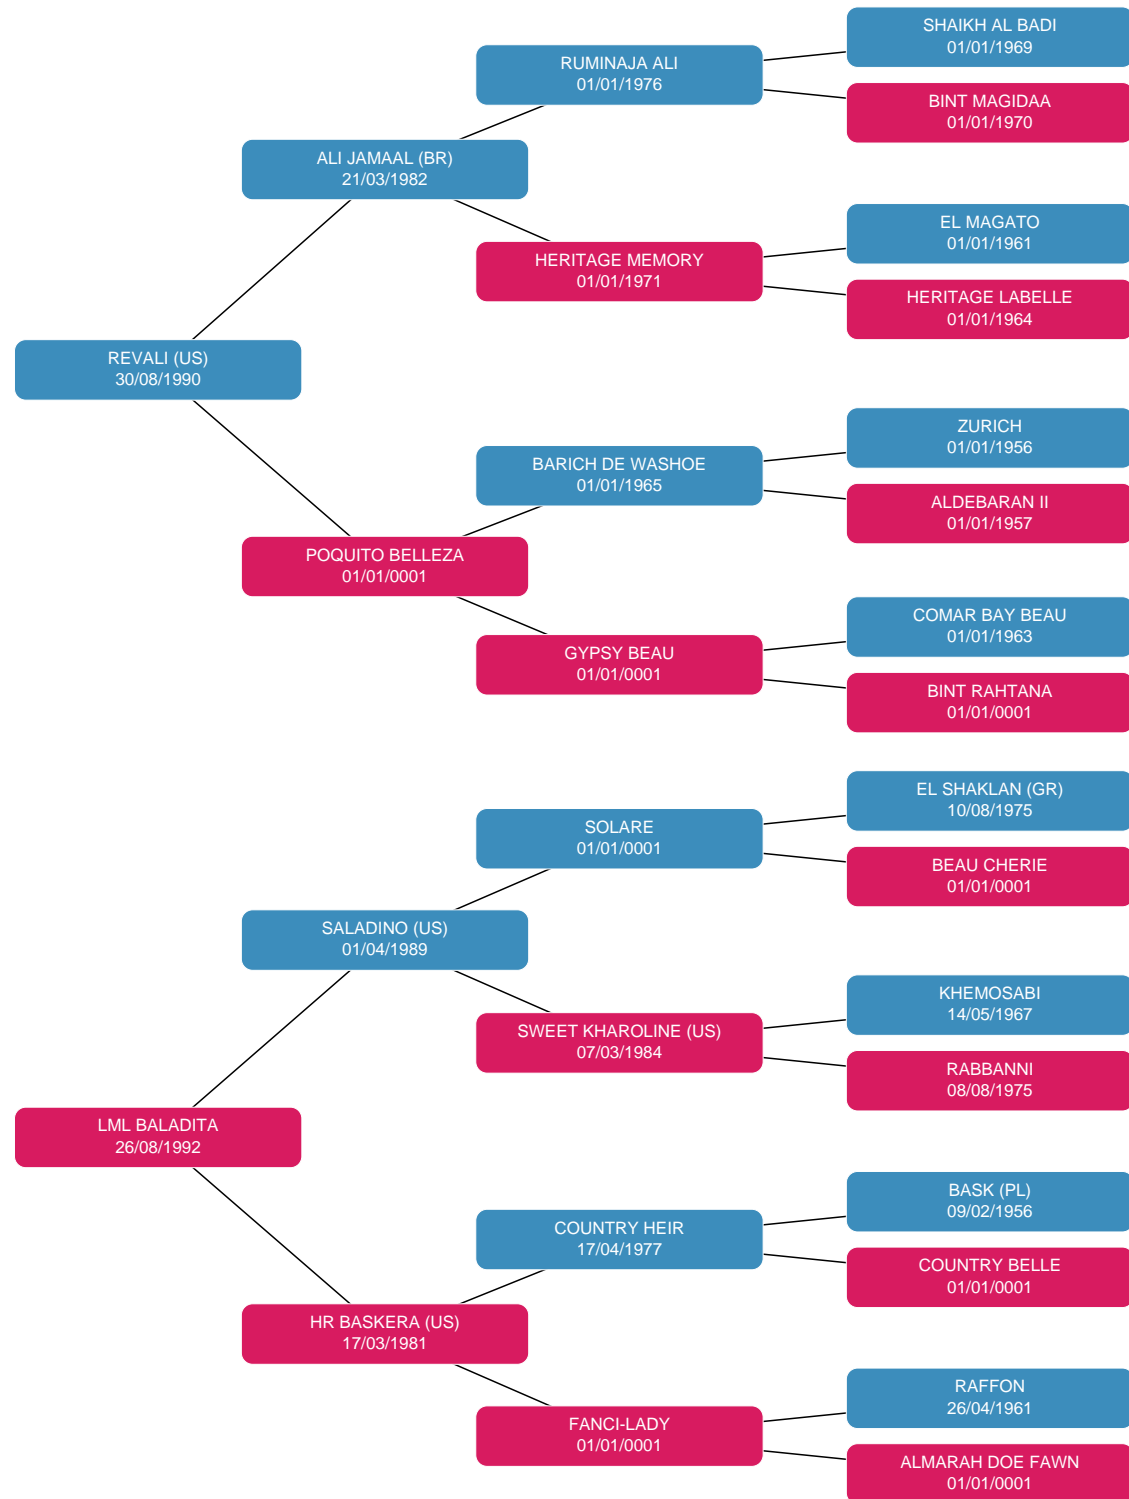 SHAIKH AL BADI
01/01/1969
RUMINAJA ALI
01/01/1976
BINT MAGIDAA
01/01/1970
ALI JAMAAL (BR)
21/03/1982
EL MAGATO
01/01/1961
HERITAGE MEMORY
01/01/1971
HERITAGE LABELLE
01/01/1964
REVALI (US)
30/08/1990
ZURICH
01/01/1956
BARICH DE WASHOE
01/01/1965
ALDEBARAN II
01/01/1957
POQUITO BELLEZA
01/01/0001
COMAR BAY BEAU
01/01/1963
GYPSY BEAU
01/01/0001
BINT RAHTANA
01/01/0001
EL SHAKLAN (GR)
10/08/1975
SOLARE
01/01/0001
BEAU CHERIE
01/01/0001
SALADINO (US)
01/04/1989
KHEMOSABI
14/05/1967
SWEET KHAROLINE (US)
07/03/1984
RABBANNI
08/08/1975
LML BALADITA
26/08/1992
BASK (PL)
09/02/1956
COUNTRY HEIR
17/04/1977
COUNTRY BELLE
01/01/0001
HR BASKERA (US)
17/03/1981
RAFFON
26/04/1961
FANCI-LADY
01/01/0001
ALMARAH DOE FAWN
01/01/0001